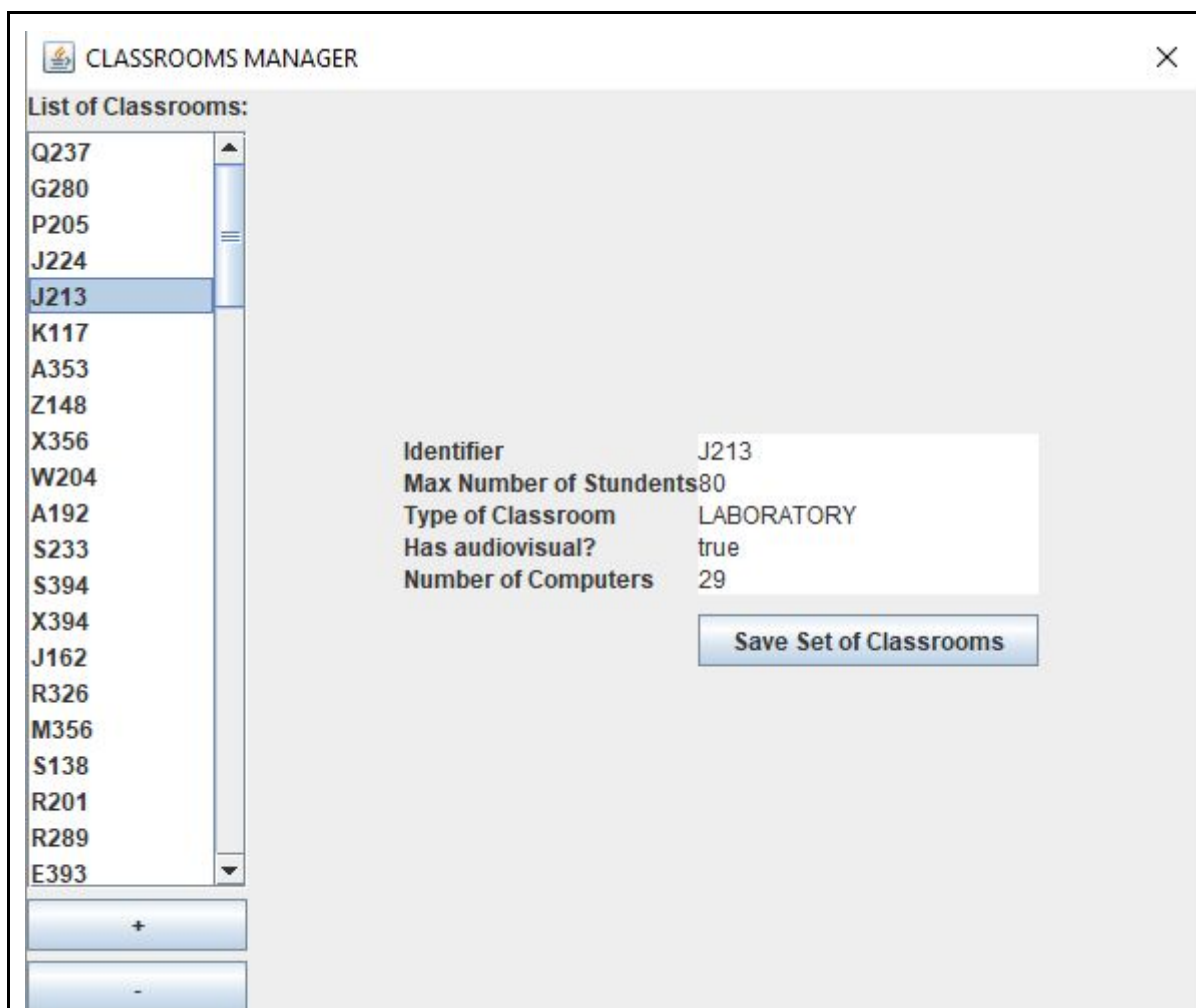 CLASSROOMS MANAGER
List of Classrooms:
Q237
G280
P205
J224
J213
K117
A353
Z148
X356
W204
A192
S233
S394
X394
J162
R326
M356
S138
R201
R289
E393
+
-
Identifier J213
Max Number of Stundents 80
Type of Classroom LABORATORY
Has audiovisual? true
Number of Computers 29
Save Set of Classrooms